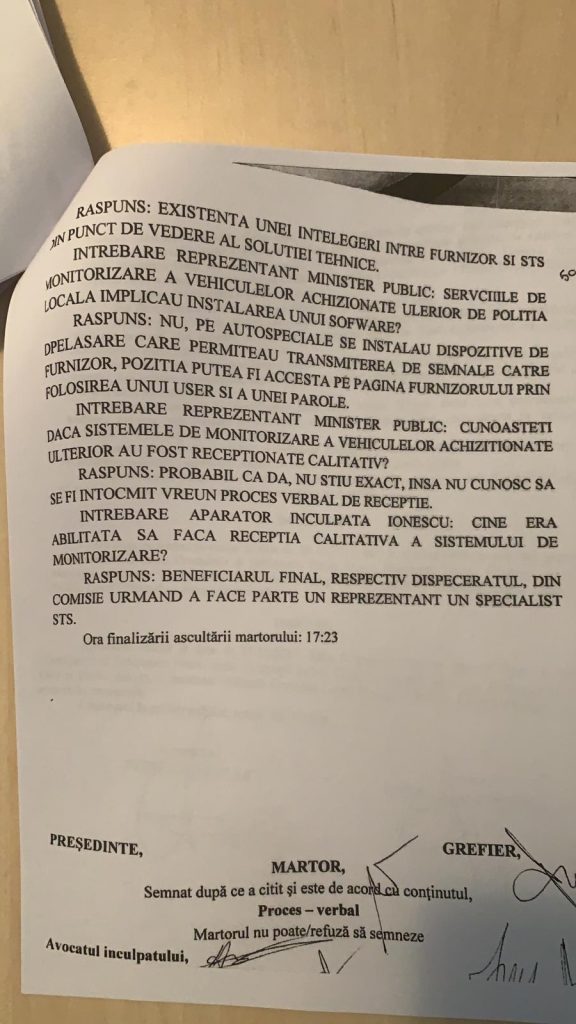 RASPUNS: EXISTENTA UNEI INTELEGERI INTRE FURNIZOR SI STS
DIN PUNCT DE VEDERE AL SOLUTIEI TEHNICE.
INTREBARE REPREZENTANT MINISTER PUBLIC: SERVCIIILE DE
MONITORIZARE A VEHICULELOR ACHIZIONATE ULERIOR DE POLITIA
LOCALA IMPLICAU INSTALAREA UNUI SOFWARE?
RASPUNS: NU, PE AUTOSPECIALE SE INSTALAU DISPOZITIVE DE
DPELASARE CARE PERMITEAU TRANSMITEREA DE SEMNALE CATRE
FURNIZOR, POZITIA PUTEA FI ACCESTA PE PAGINA FURNIZORULUI PRIN
FOLOSIREA UNUI USER SI A UNEI PAROLE.
INTREBARE REPREZENTANT MINISTER PUBLIC: CUNOASTETI
DACA SISTEMELE DE MONITORIZARE A VEHICULELOR ACHIZITIONATE
ULTERIOR AU FOST RECEPTIONATE CALITATIV?
RASPUNS: PROBABIL CA DA, NU STIU EXACT, INSA NU CUNOSC SA
SE FI INTOCMIT VREUN PROCES VERBAL DE RECEPTIE.
INTREBARE APARATOR INCULPATA IONESCU: CINE ERA
ABILITATA SA FACA RECEPTIA CALITATIVA A SISTEMULUI DE
MONITORIZARE?
RASPUNS: BENEFICIARUL FINAL, RESPECTIV DISPECERATUL, DIN
COMISIE URMAND A FACE PARTE UN REPREZENTANT UN SPECIALIST
STS.
Ora finalizării ascultării martorului: 17:23
PREȘEDINTE,
GREFIER,
MARTOR,
Semnat după ce a citit și este de acord cu conținutul,
Proces – verbal
Martorul nu poate/refuză să semneze
Avocatul inculpatului,